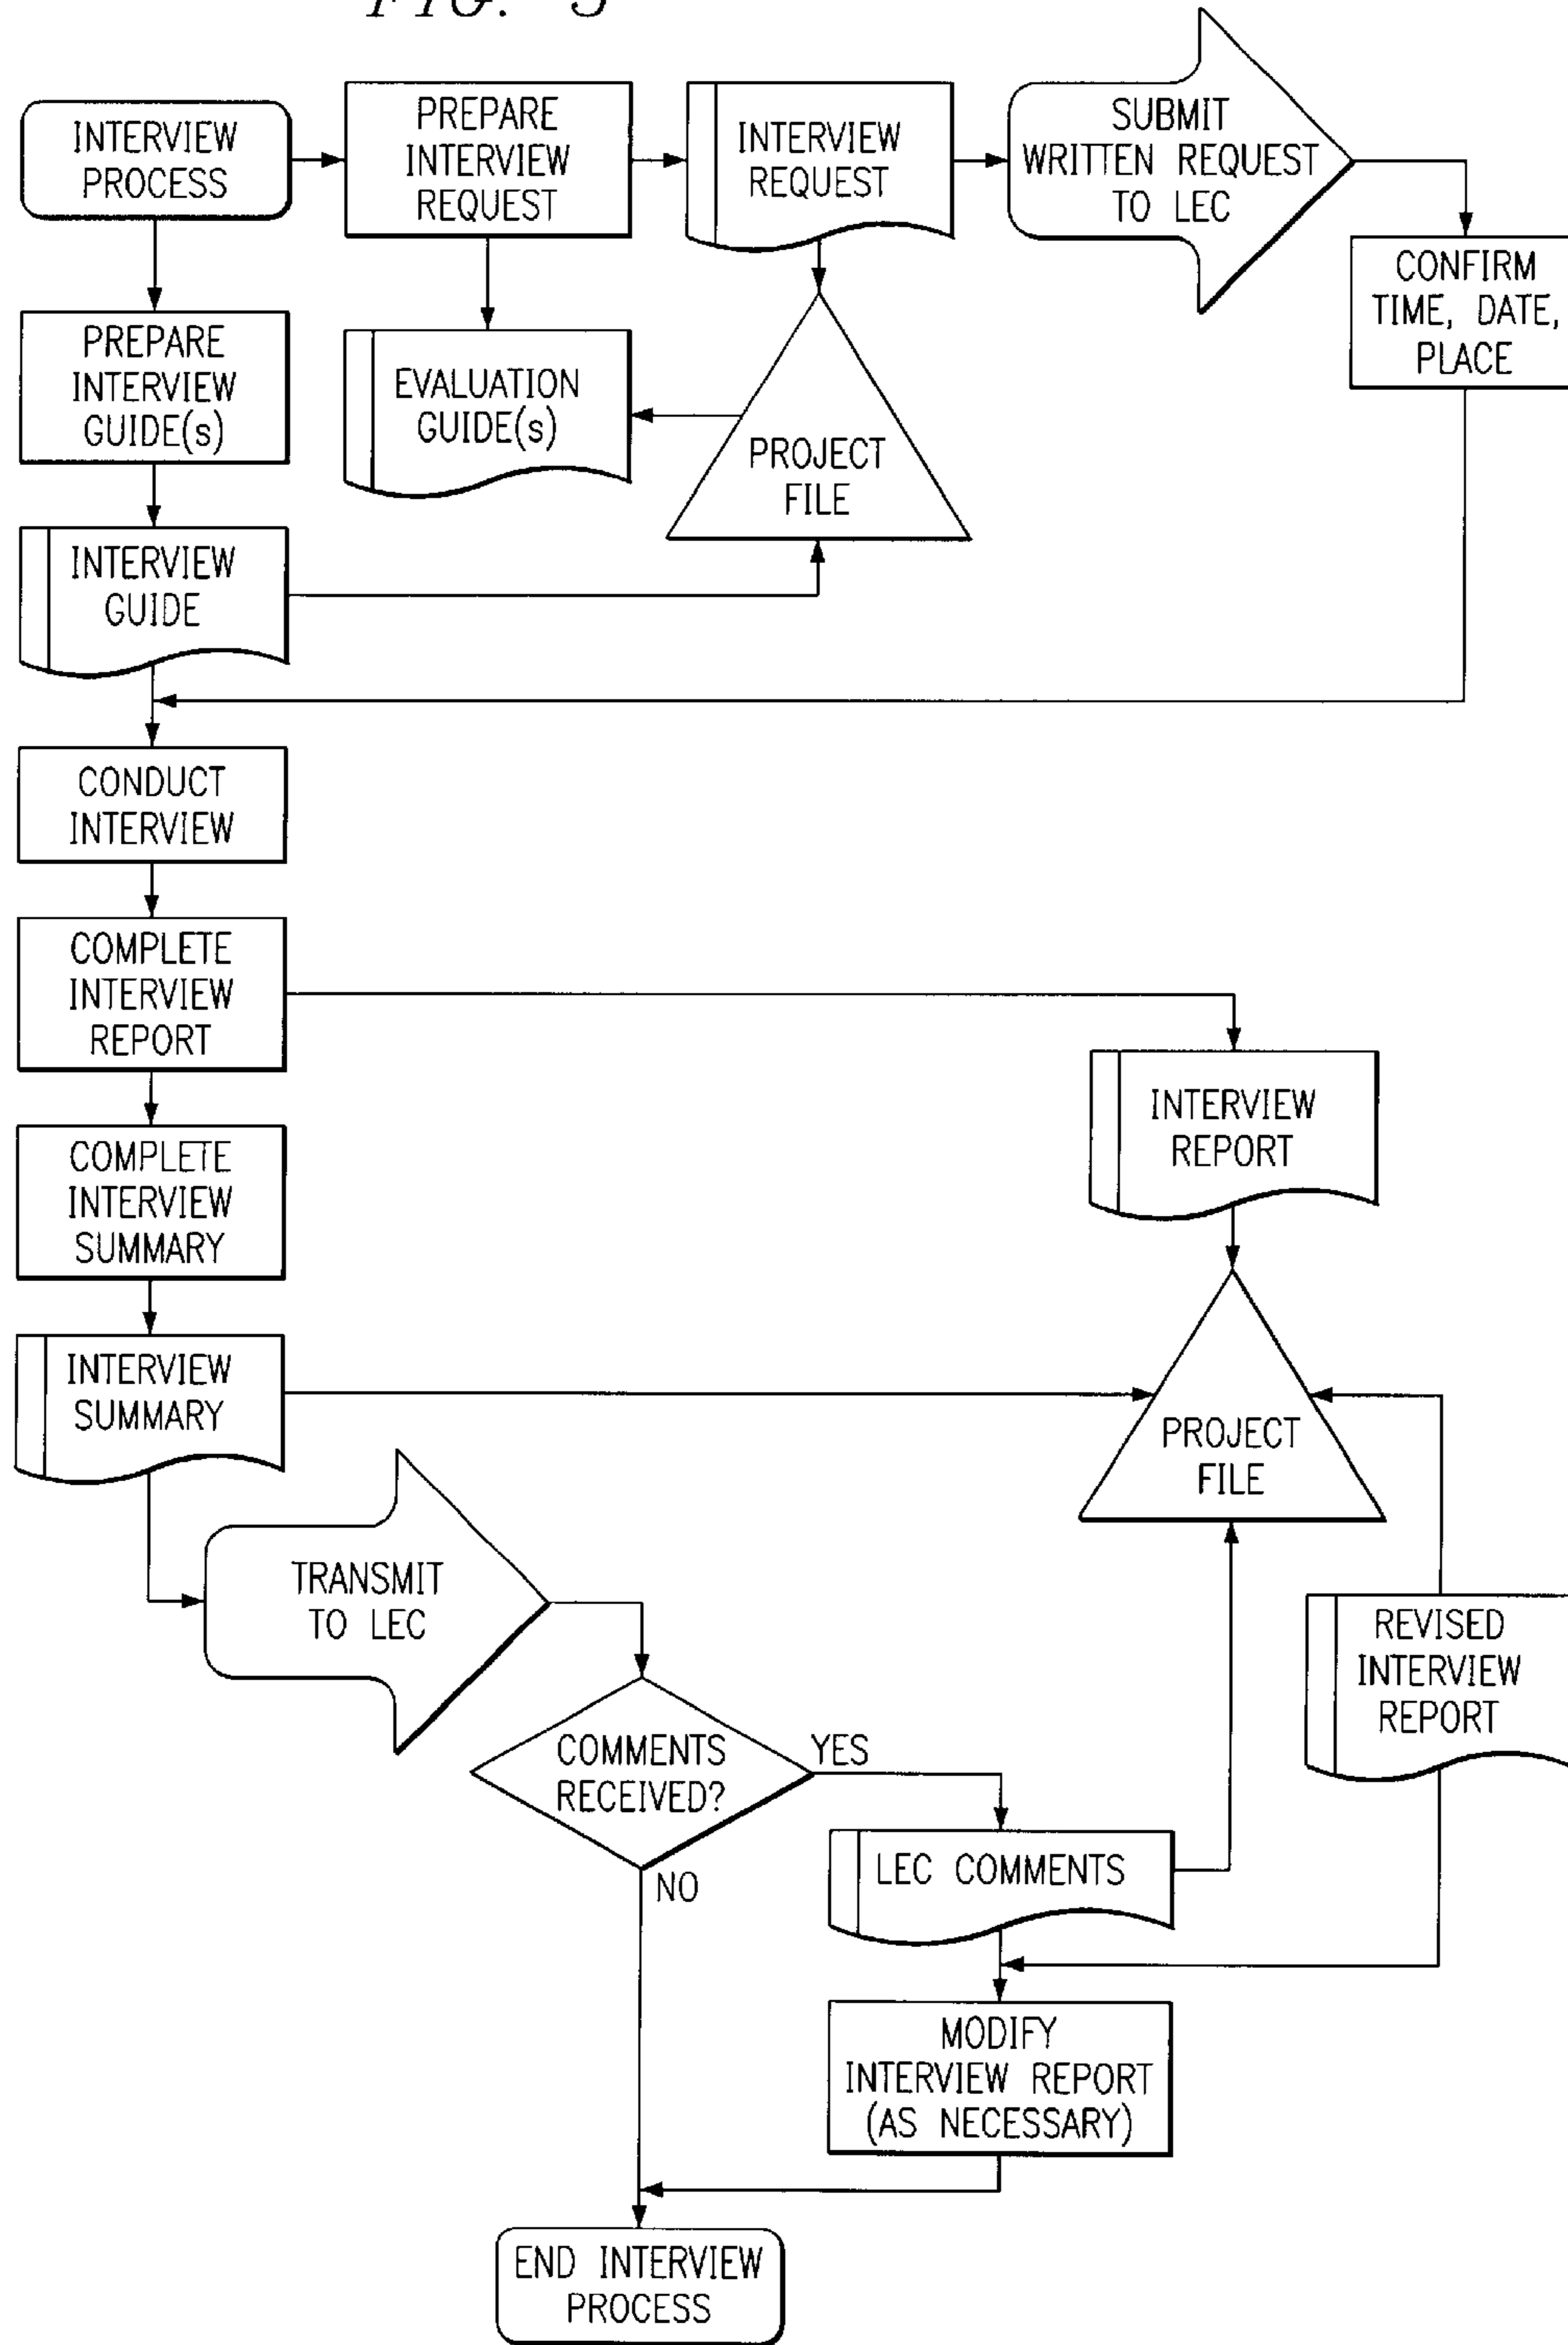 FIG. 3
INTERVIEW
PROCESS
PREPARE
INTERVIEW
REQUEST
INTERVIEW
REQUEST
SUBMIT
WRITTEN REQUEST
TO LEC
CONFIRM
TIME, DATE,
PLACE
PREPARE
INTERVIEW
GUIDE(s)
EVALUATION
GUIDE(s)
PROJECT
FILE
INTERVIEW
GUIDE
CONDUCT
INTERVIEW
COMPLETE
INTERVIEW
REPORT
INTERVIEW
REPORT
COMPLETE
INTERVIEW
SUMMARY
INTERVIEW
SUMMARY
PROJECT
FILE
TRANSMIT
TO LEC
REVISED
INTERVIEW
REPORT
COMMENTS
RECEIVED?
YES
NO
LEC COMMENTS
MODIFY
INTERVIEW REPORT
(AS NECESSARY)
END INTERVIEW
PROCESS